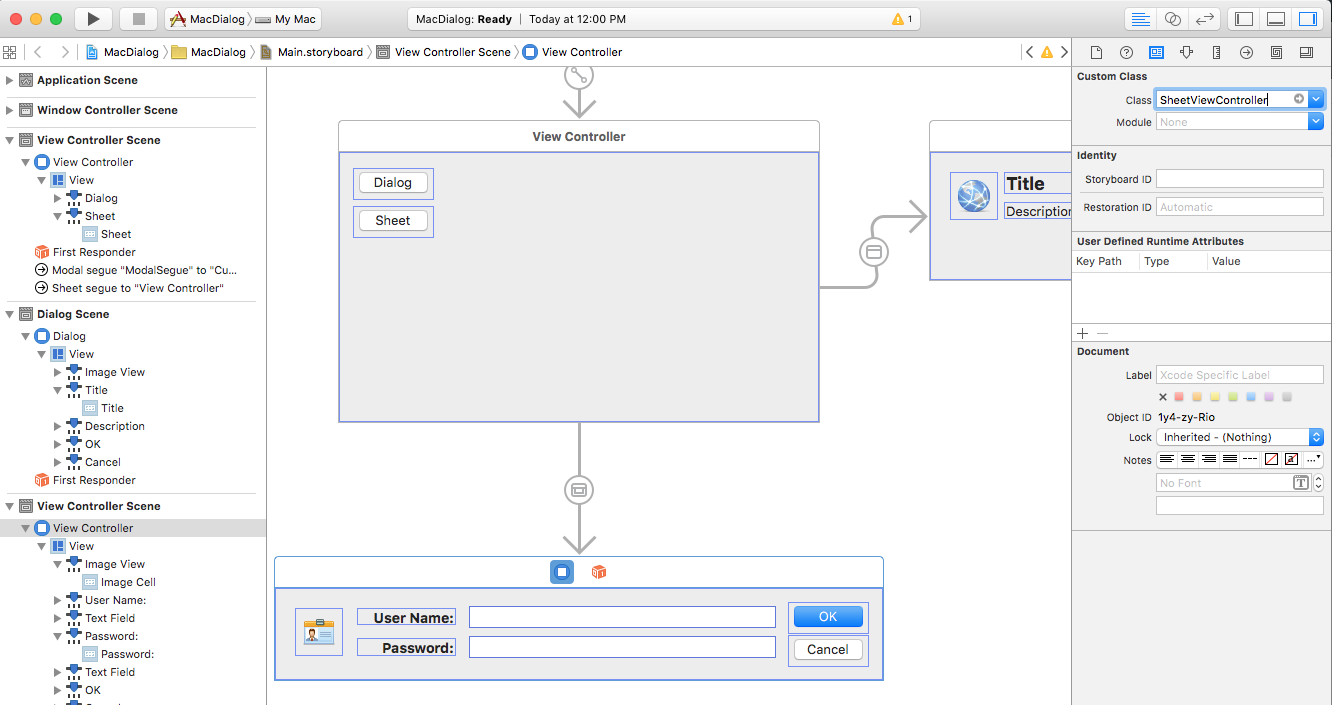 MacDialog My Mac
MacDialog: Ready | Today at 12:00 PM
1
MacDialog MacDialog Main.storyboard View Controller Scene View Controller
Application Scene
Window Controller Scene
View Controller Scene
View Controller
View
Dialog
Sheet
Sheet
First Responder
Modal segue "ModalSegue" to "Cu...
Sheet segue to "View Controller"
Dialog Scene
Dialog
View
Image View
Title
Title
Description
OK
Cancel
First Responder
View Controller Scene
View Controller
View
Image View
Image Cell
User Name:
Text Field
Password:
Password:
Text Field
OK
View Controller
Dialog
Sheet
Title
Description
User Name:
OK
Password:
Cancel
Custom Class
Class SheetViewController
Module None
Identity
Storyboard ID
Restoration ID Automatic
User Defined Runtime Attributes
Key Path Type Value
Document
Label Xcode Specific Label
Object ID 1y4-zy-Rio
Lock Inherited - (Nothing)
Notes
No Font